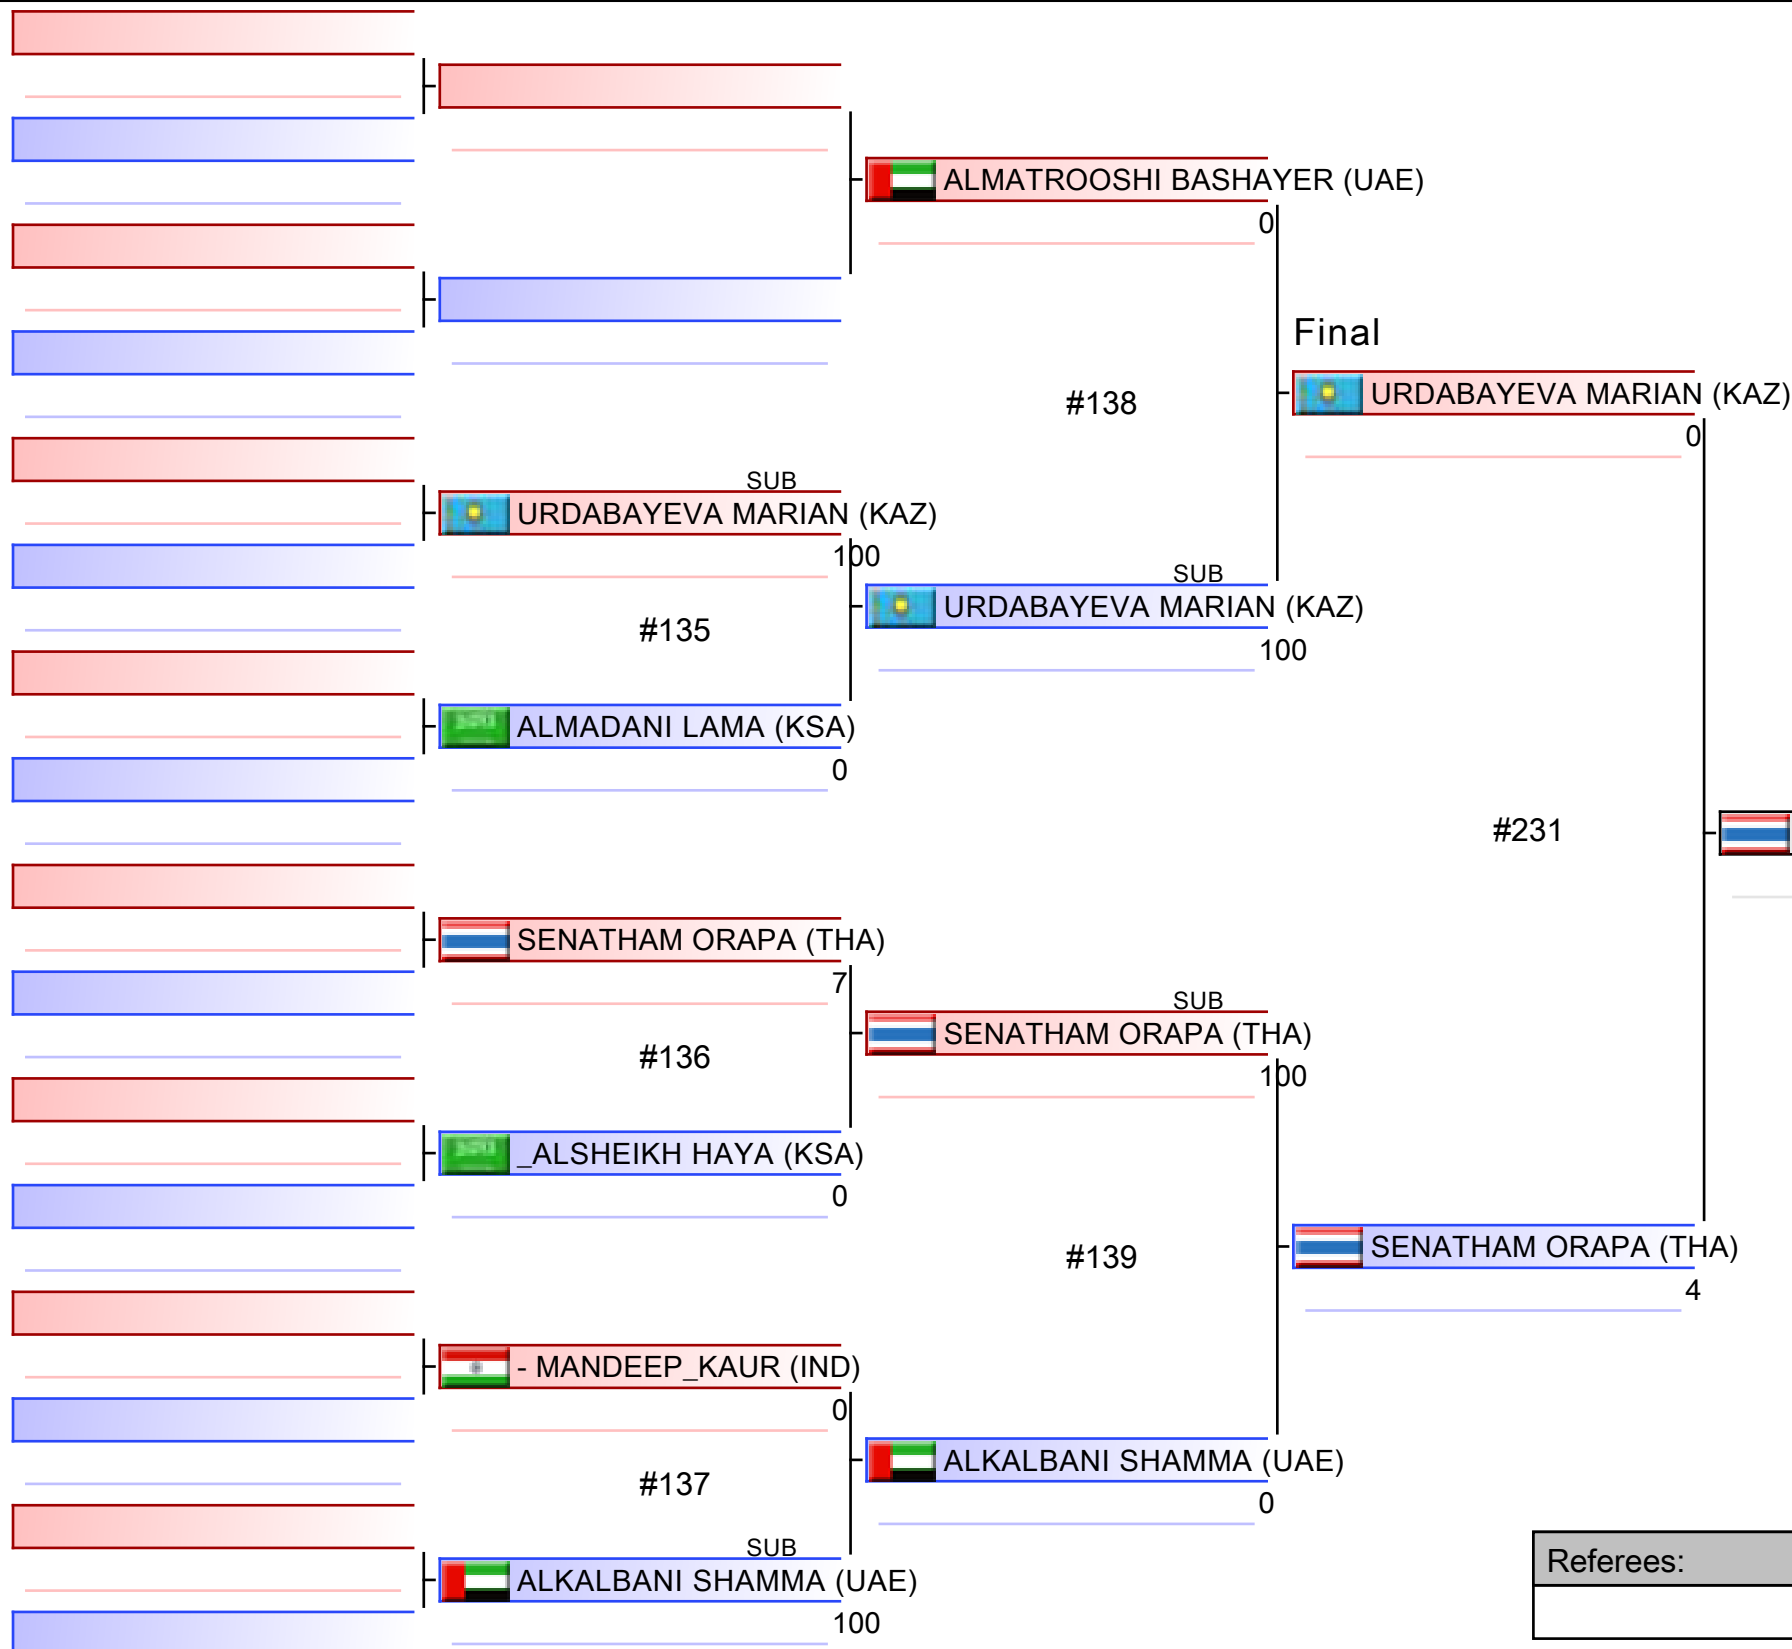 ALMATROOSHI BASHAYER (UAE)
0
Final
#138
URDABAYEVA MARIAN (KAZ)
0
SUB
URDABAYEVA MARIAN (KAZ)
100
SUB
URDABAYEVA MARIAN (KAZ)
100
#135
ALMADANI LAMA (KSA)
0
#231
SENATHAM ORAPA (THA)
7
SUB
SENATHAM ORAPA (THA)
100
#136
_ALSHEIKH HAYA (KSA)
0
#139
SENATHAM ORAPA (THA)
4
- MANDEEP_KAUR (IND)
0
ALKALBANI SHAMMA (UAE)
0
#137
SUB
ALKALBANI SHAMMA (UAE)
100
Referees: